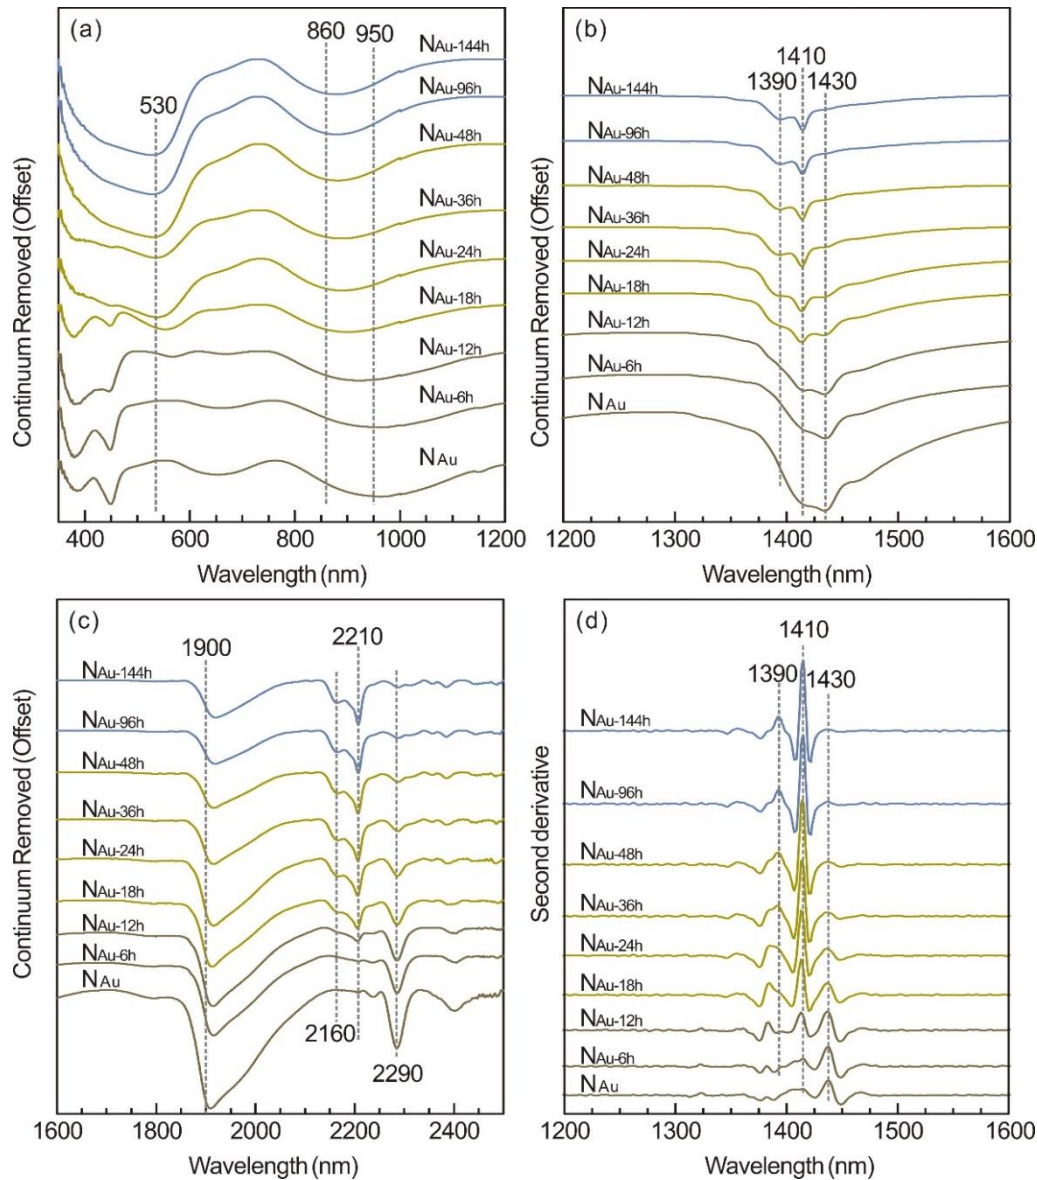 (a)
860 950
530
NAu-144h
NAu-96h
NAu-48h
NAu-36h
NAu-24h
NAu-18h
NAu-12h
NAu-6h
NAu
Continuum Removed (Offset)
400 600 800 1000 1200
Wavelength (nm)
(b)
1410
1390 1430
NAu-144h
NAu-96h
NAu-48h
NAu-36h
NAu-24h
NAu-18h
NAu-12h
NAu-6h
NAu
Continuum Removed (Offset)
1200 1300 1400 1500 1600
Wavelength (nm)
(c)
1900 2210
NAu-144h
NAu-96h
NAu-48h
NAu-36h
NAu-24h
NAu-18h
NAu-12h
NAu-6h
NAu
2160
2290
Continuum Removed (Offset)
1600 1800 2000 2200 2400
Wavelength (nm)
(d)
1410
1390 1430
NAu-144h
NAu-96h
NAu-48h
NAu-36h
NAu-24h
NAu-18h
NAu-12h
NAu-6h
NAu
Second derivative
1200 1300 1400 1500 1600
Wavelength (nm)